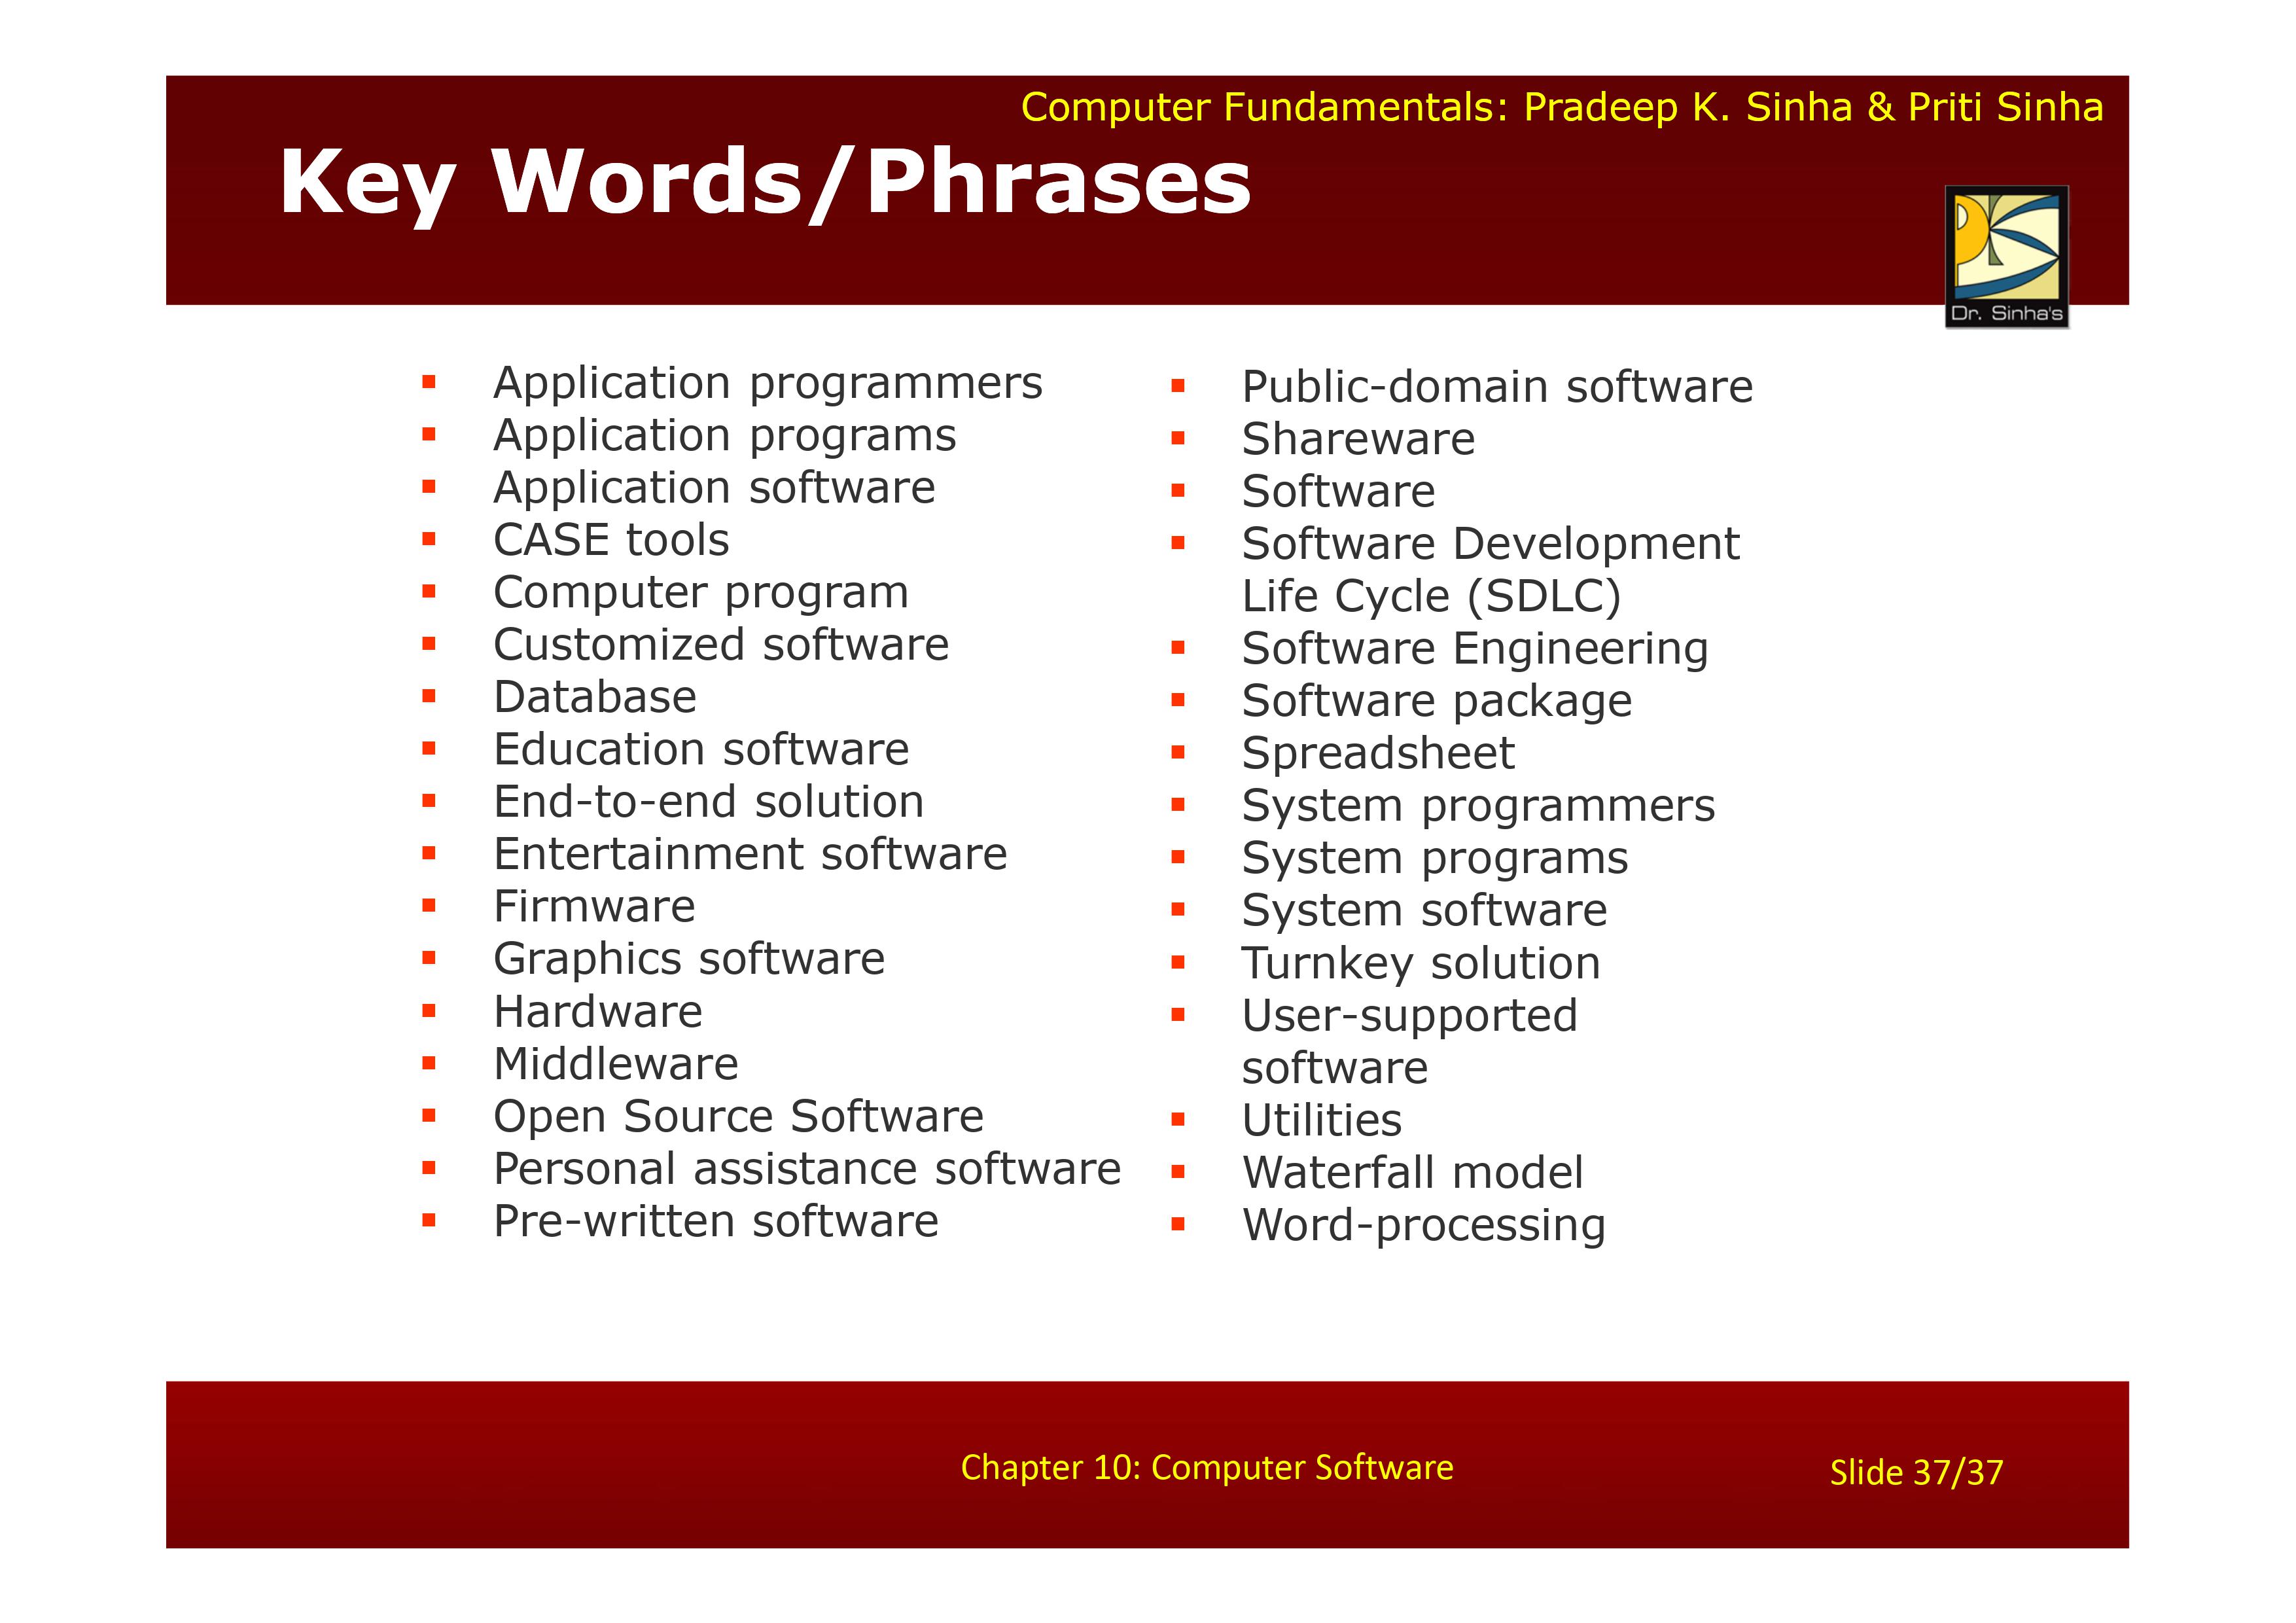 Computer Fundamentals: Pradeep K. Sinha & Priti Sinha
Key Words/Phrases
Dr. Sinha's
▪ Application programmers
▪ Application programs
▪ Application software
▪ CASE tools
▪ Computer program
▪ Customized software
▪ Database
▪ Education software
▪ End-to-end solution
▪ Entertainment software
▪ Firmware
▪ Graphics software
▪ Hardware
▪ Middleware
▪ Open Source Software
▪ Personal assistance software
▪ Pre-written software
▪ Public-domain software
▪ Shareware
▪ Software
▪ Software Development
Life Cycle (SDLC)
▪ Software Engineering
▪ Software package
▪ Spreadsheet
▪ System programmers
▪ System programs
▪ System software
▪ Turnkey solution
▪ User-supported
software
▪ Utilities
▪ Waterfall model
▪ Word-processing
Chapter 10: Computer Software
Slide 37/37